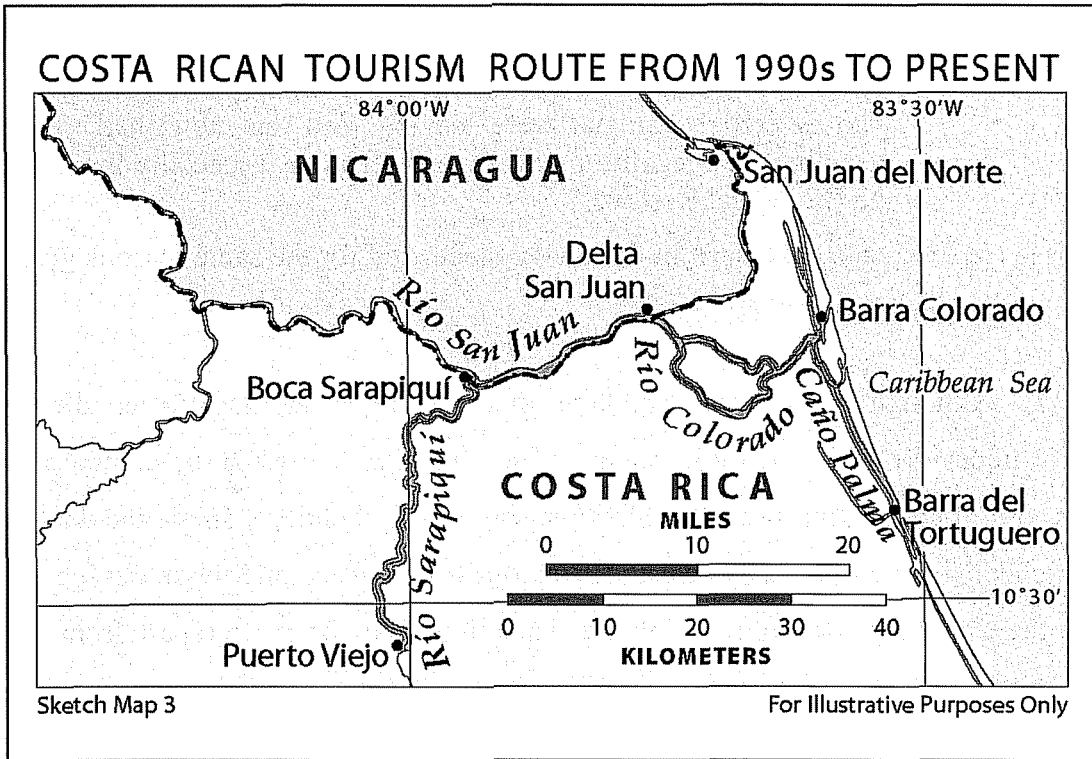 COSTA RICAN TOURISM ROUTE FROM 1990s TO PRESENT
84°00'W
83°30'W
NICARAGUA
San Juan del Norte
Delta
San Juan
Río San Juan
Barra Colorado
Boca Sarapiquí
Río
Colorado
Caño Palma
Caribbean Sea
Río Sarapiquí
COSTA RICA
MILES
0 10 20
Barra del
Tortuguero
10°30'
0 10 20 30 40
KILOMETERS
Puerto Viejo
Sketch Map 3
For Illustrative Purposes Only